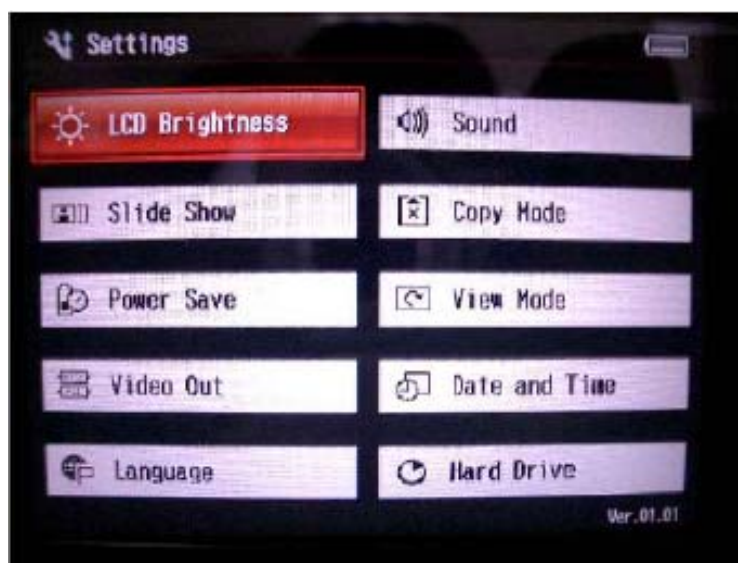 Settings
LCD Brightness
Sound
Slide Show
Copy Mode
Power Save
View Mode
Video Out
Date and Time
Language
Hard Drive
Ver.01.01